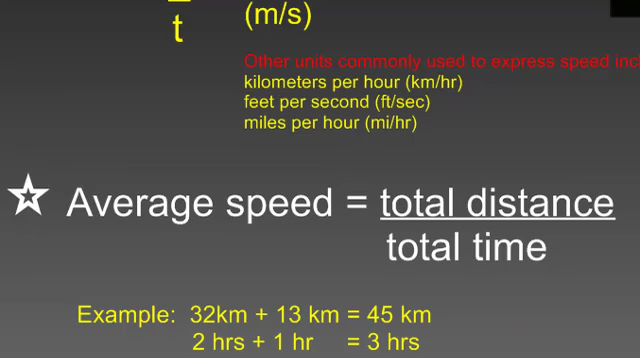 (m/s)
t
Other units commonly used to express speed
kilometers per hour (km/hr)
feet per second (ft/sec)
miles per hour (mi/hr)
Average speed = total distance
total time
Example: 32km + 13 km = 45 km
2 hrs + 1 hr = 3 hrs